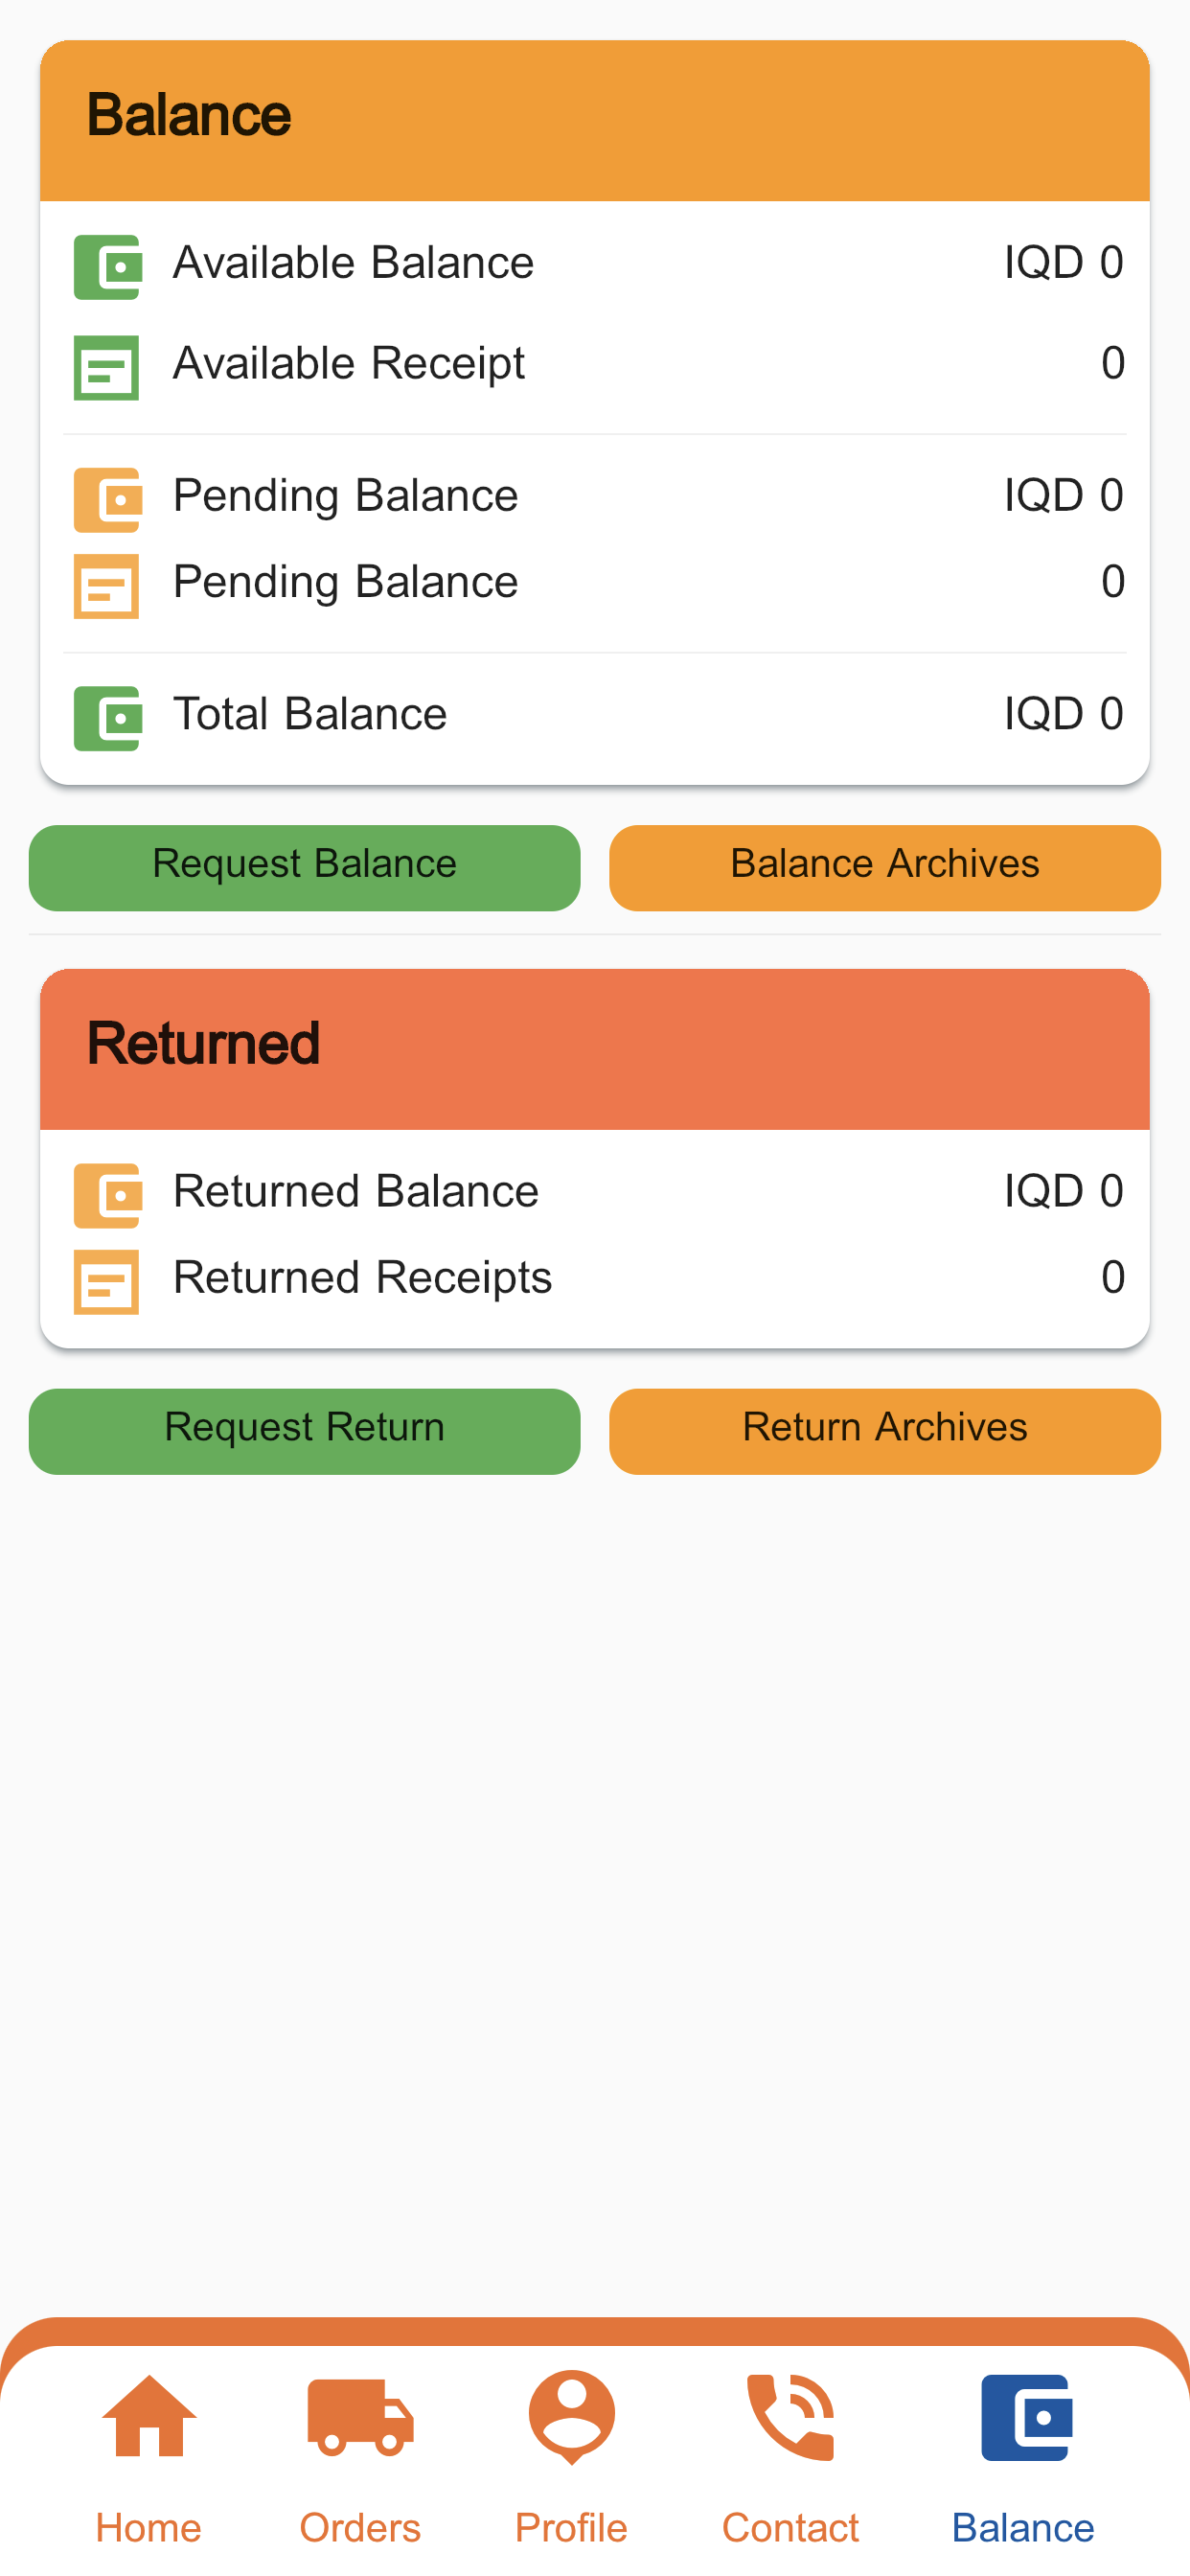 Balance
Available Balance IQD 0
Available Receipt 0
Pending Balance IQD 0
Pending Balance 0
Total Balance IQD 0
Request Balance Balance Archives
Returned
Returned Balance IQD 0
Returned Receipts 0
Request Return Return Archives
Home Orders Profile Contact Balance